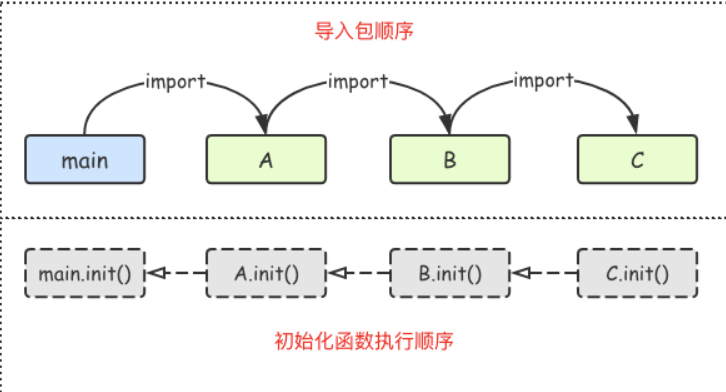 导入包顺序
import
import
import
main
A
B
C
main.init()
A.init()
B.init()
C.init()
初始化函数执行顺序